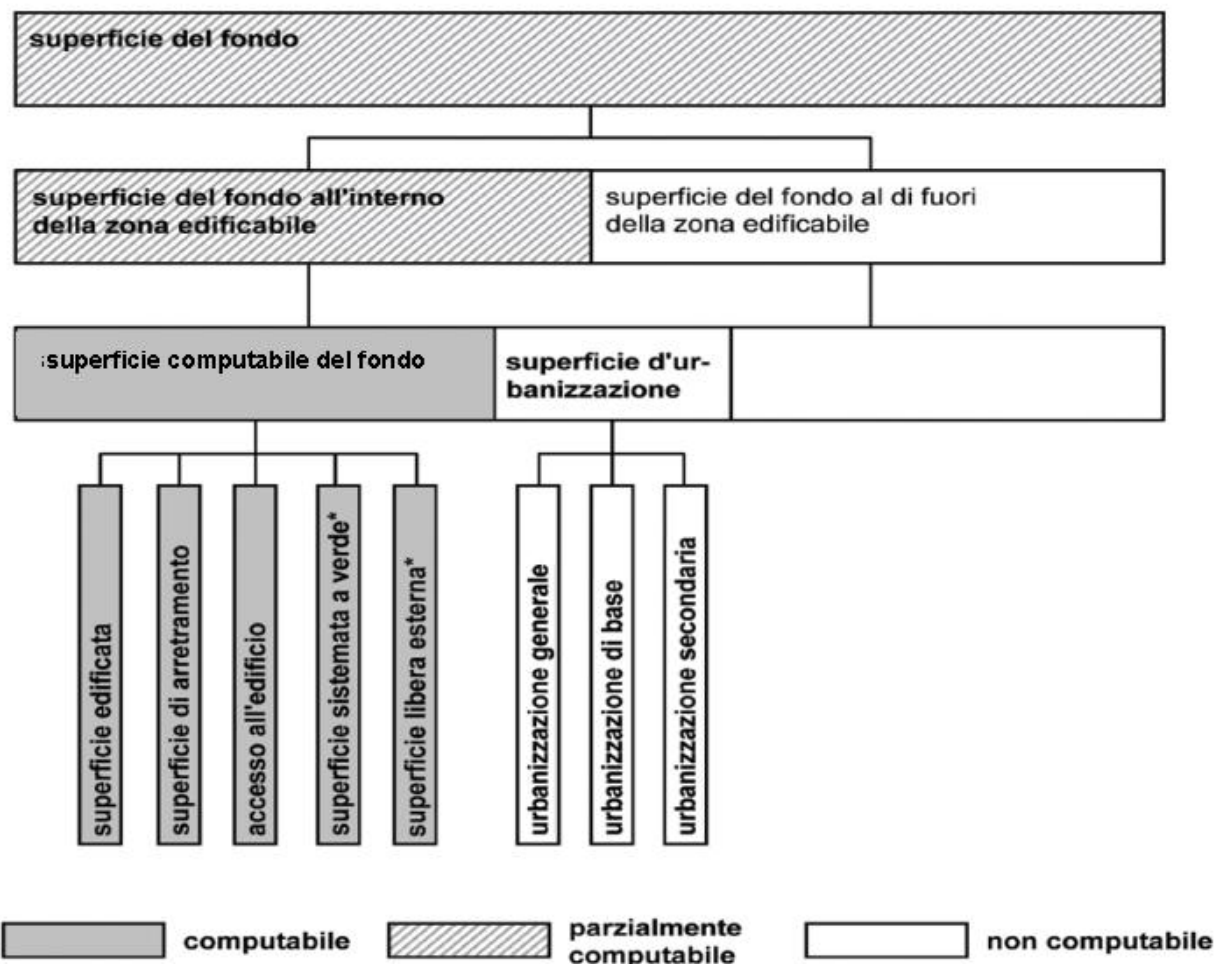 superficie del fondo
superficie del fondo all'interno
della zona edificabile
superficie del fondo al di fuori
della zona edificabile
superficie computabile del fondo
superficie d'ur-
banizzazione
superficie edificata
superficie di arretramento
accesso all'edificio
superficie sistemata a verde*
superficie libera esterna*
urbanizzazione generale
urbanizzazione di base
urbanizzazione secondaria
computabile
parzialmente
computabile
non computabile